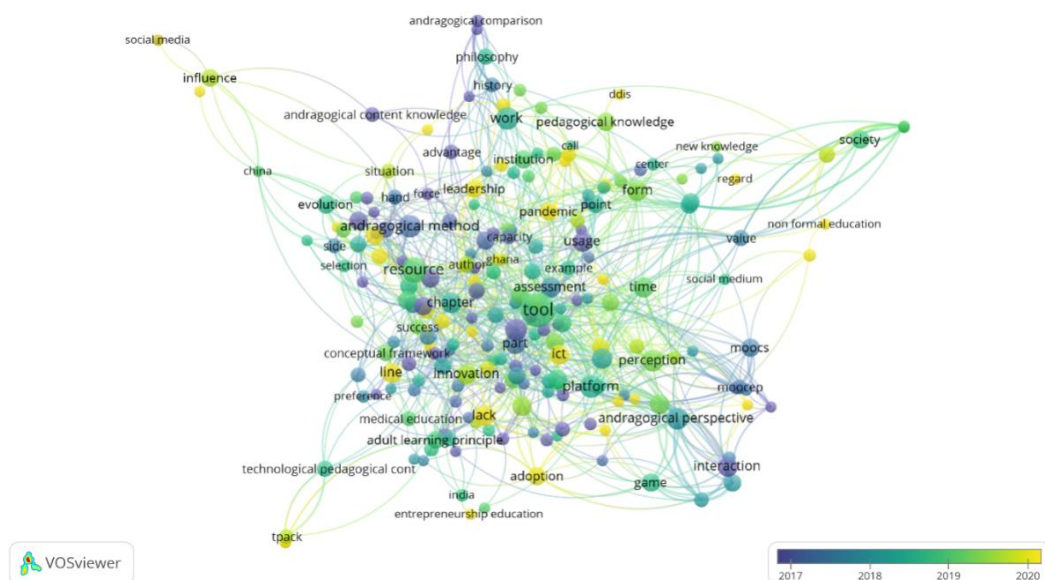 andragogical comparison
social media
philosophy
influence
history
ddis
andragogical content knowledge
work
pedagogical knowledge
call
new knowledge
society
advantage
institution
center
china
situation
regard
hand
force
leadership
form
evolution
pandemic
point
andragogical method
non formal education
capacity
usage
value
side
selection
author
ghana
example
resource
social medium
assessment
time
chapter
tool
success
part
conceptual framework
ict
moocs
line
innovation
perception
platform
moocep
preference
medical education
lack
andragogical perspective
adult learning principle
technological pedagogical cont
interaction
adoption
game
india
entrepreneurship education
tpack
VOSviewer
2017 2018 2019 2020